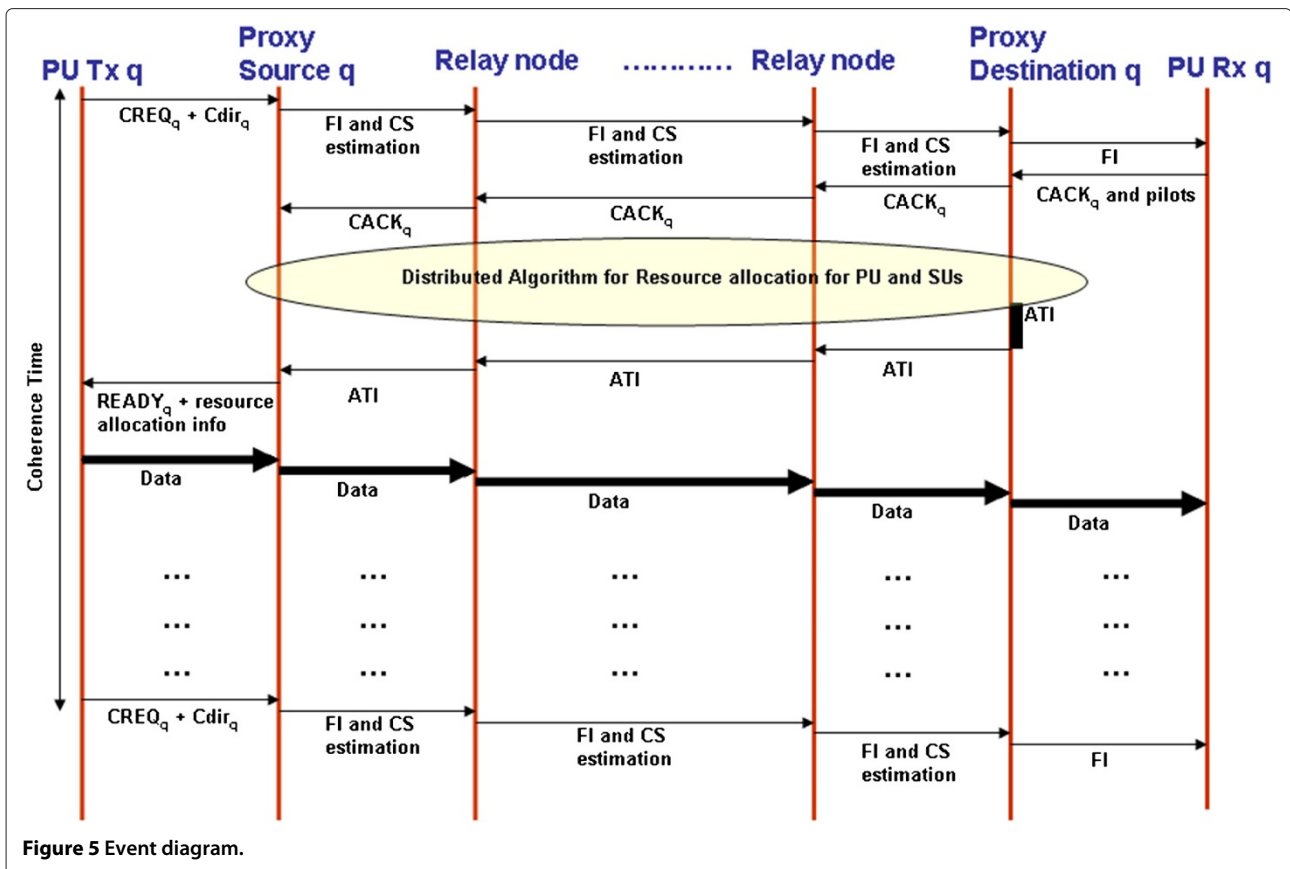 PU Tx q
Proxy
Source q
Relay node
............
Relay node
Proxy
Destination q
PU Rx q
CREQq + Cdirq
FI and CS
estimation
FI and CS
estimation
FI and CS
estimation
FI
CACKq and pilots
CACKq
CACKq
CACKq
Distributed Algorithm for Resource allocation for PU and SUs
ATI
ATI
ATI
ATI
READYq + resource
allocation info
Coherence Time
Data
Data
Data
Data
Data
... ... ... ... ...
... ... ... ... ...
... ... ... ... ...
CREQq + Cdirq
FI and CS
estimation
FI and CS
estimation
FI and CS
estimation
FI
Figure 5 Event diagram.